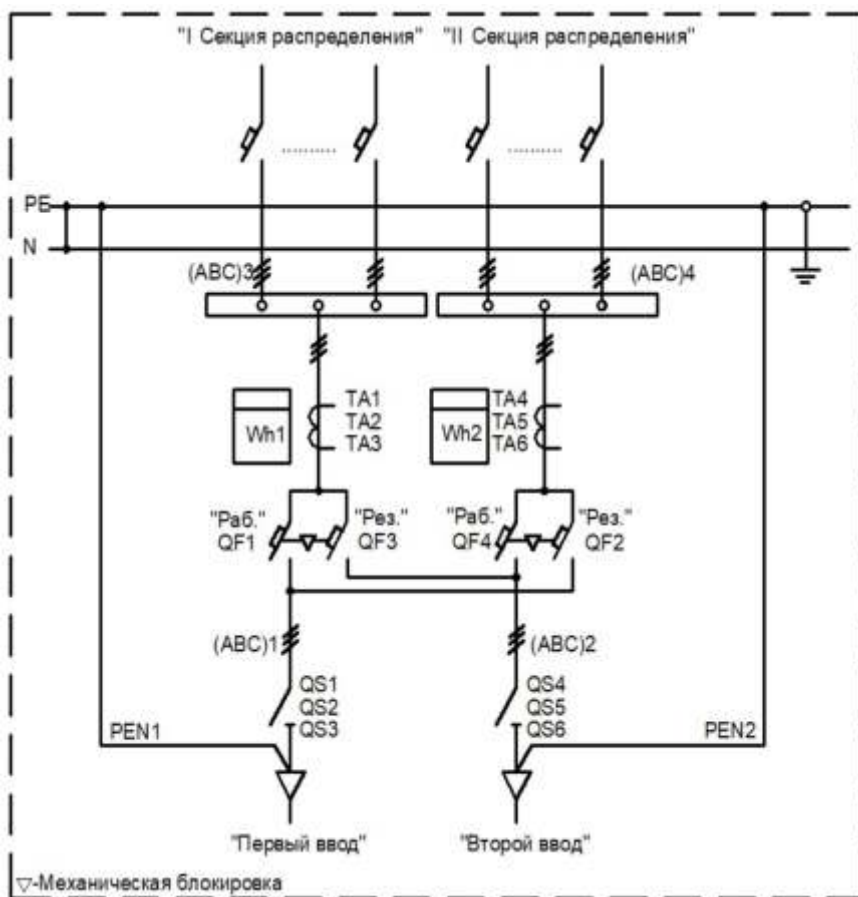 "I Секция распределения" "II Секция распределения"
PE
N
(ABC)3
(ABC)4
Wh1
TA1
TA2
TA3
Wh2
TA4
TA5
TA6
"Раб."
QF1
"Рез."
QF3
"Раб."
QF4
"Рез."
QF2
(ABC)1
(ABC)2
QS1
QS2
QS3
QS4
QS5
QS6
PEN1
PEN2
"Первый ввод"
"Второй ввод"
▽-Механическая блокировка